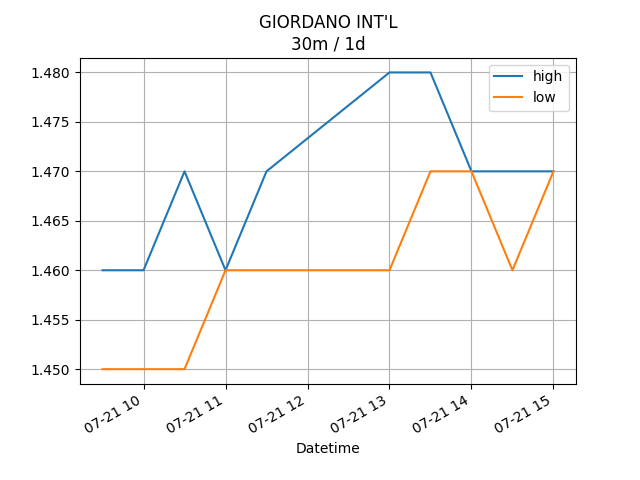 GIORDANO INT'L
30m / 1d
high
low
1.480
1.475
1.470
1.465
1.460
1.455
1.450
07-21 10
07-21 11
07-21 12
07-21 13
07-21 14
07-21 15
Datetime